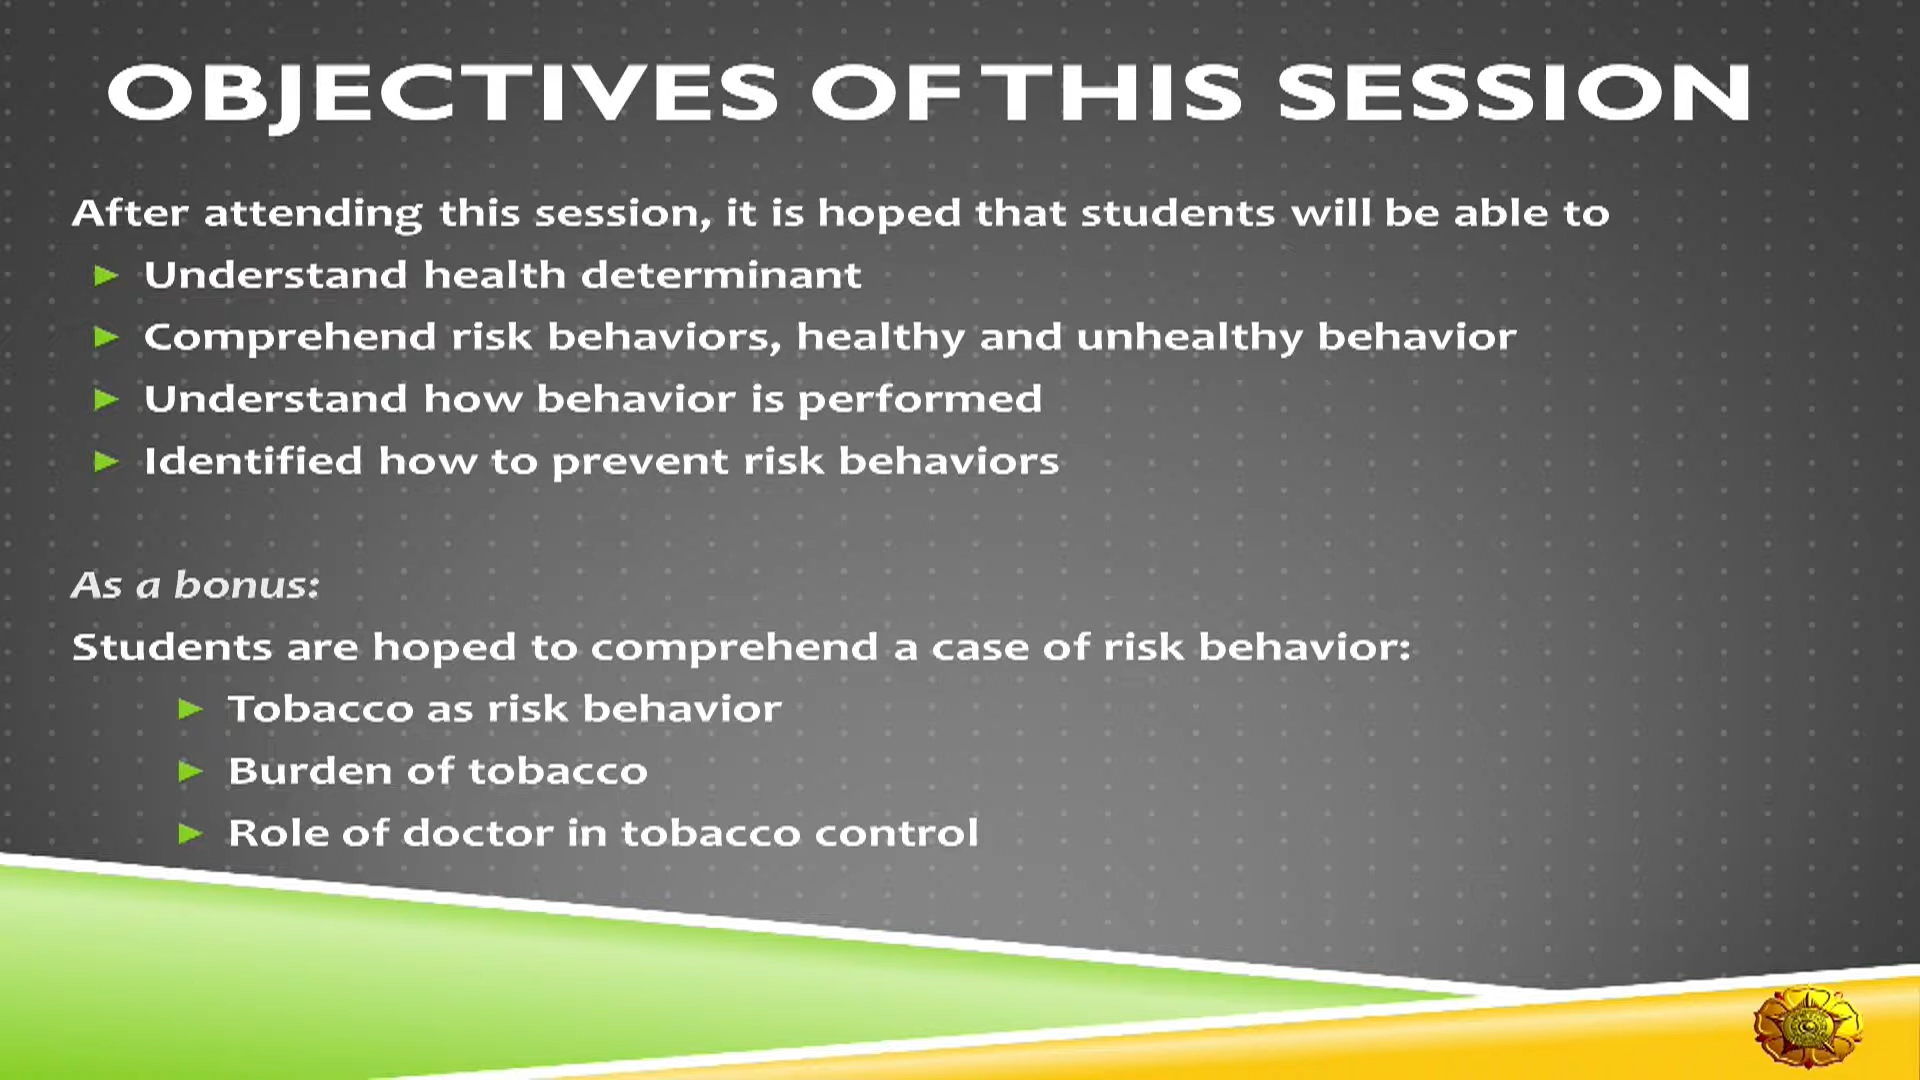 OBJECTIVES OF THIS SESSION
After attending this session, it is hoped that students will be able to
Understand health determinant
Comprehend risk behaviors, healthy and unhealthy behavior
Understand how behavior is performed
Identified how to prevent risk behaviors
As a bonus:
Students are hoped to comprehend a case of risk behavior:
Tobacco as risk behavior
Burden of tobacco
Role of doctor in tobacco control